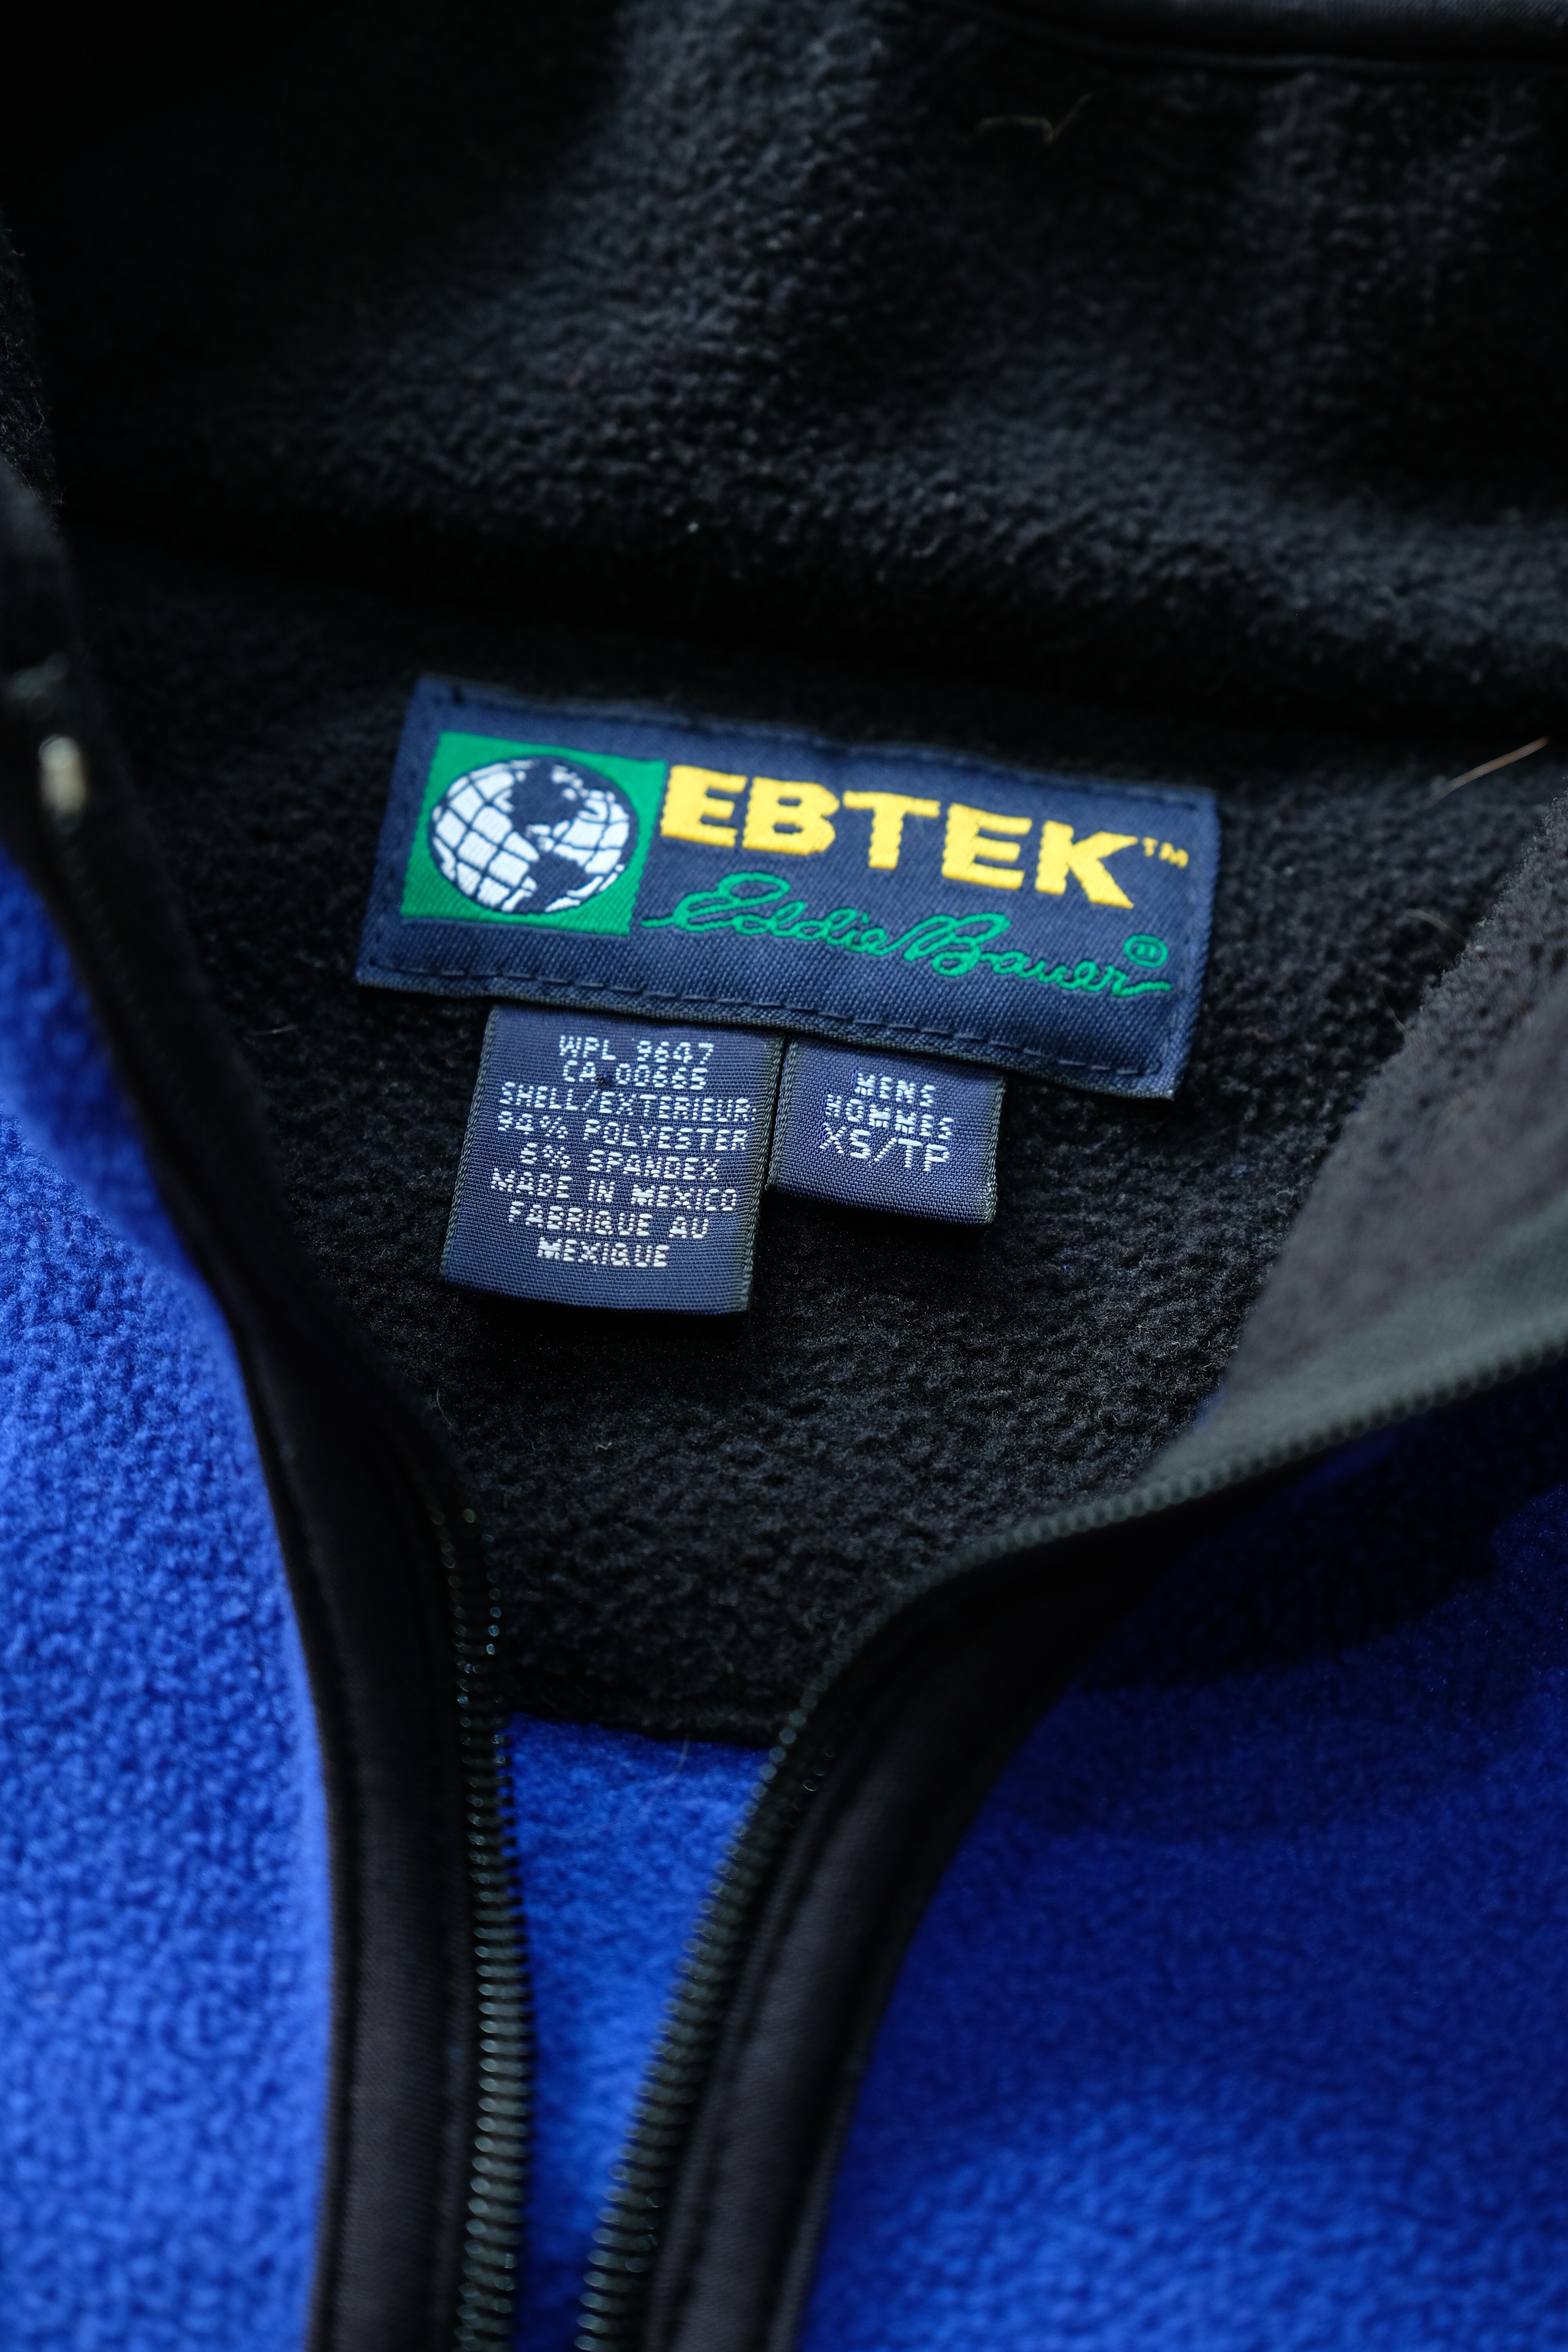 EBTEK™
Eddie Bauer®
WPL 9647
CA 00665
SHELL/EXTERIEUR
94% POLYESTER
6% SPANDEX
MADE IN MEXICO
FABRIQUE AU
MEXIQUE
MENS
HOMMES
XS/TP